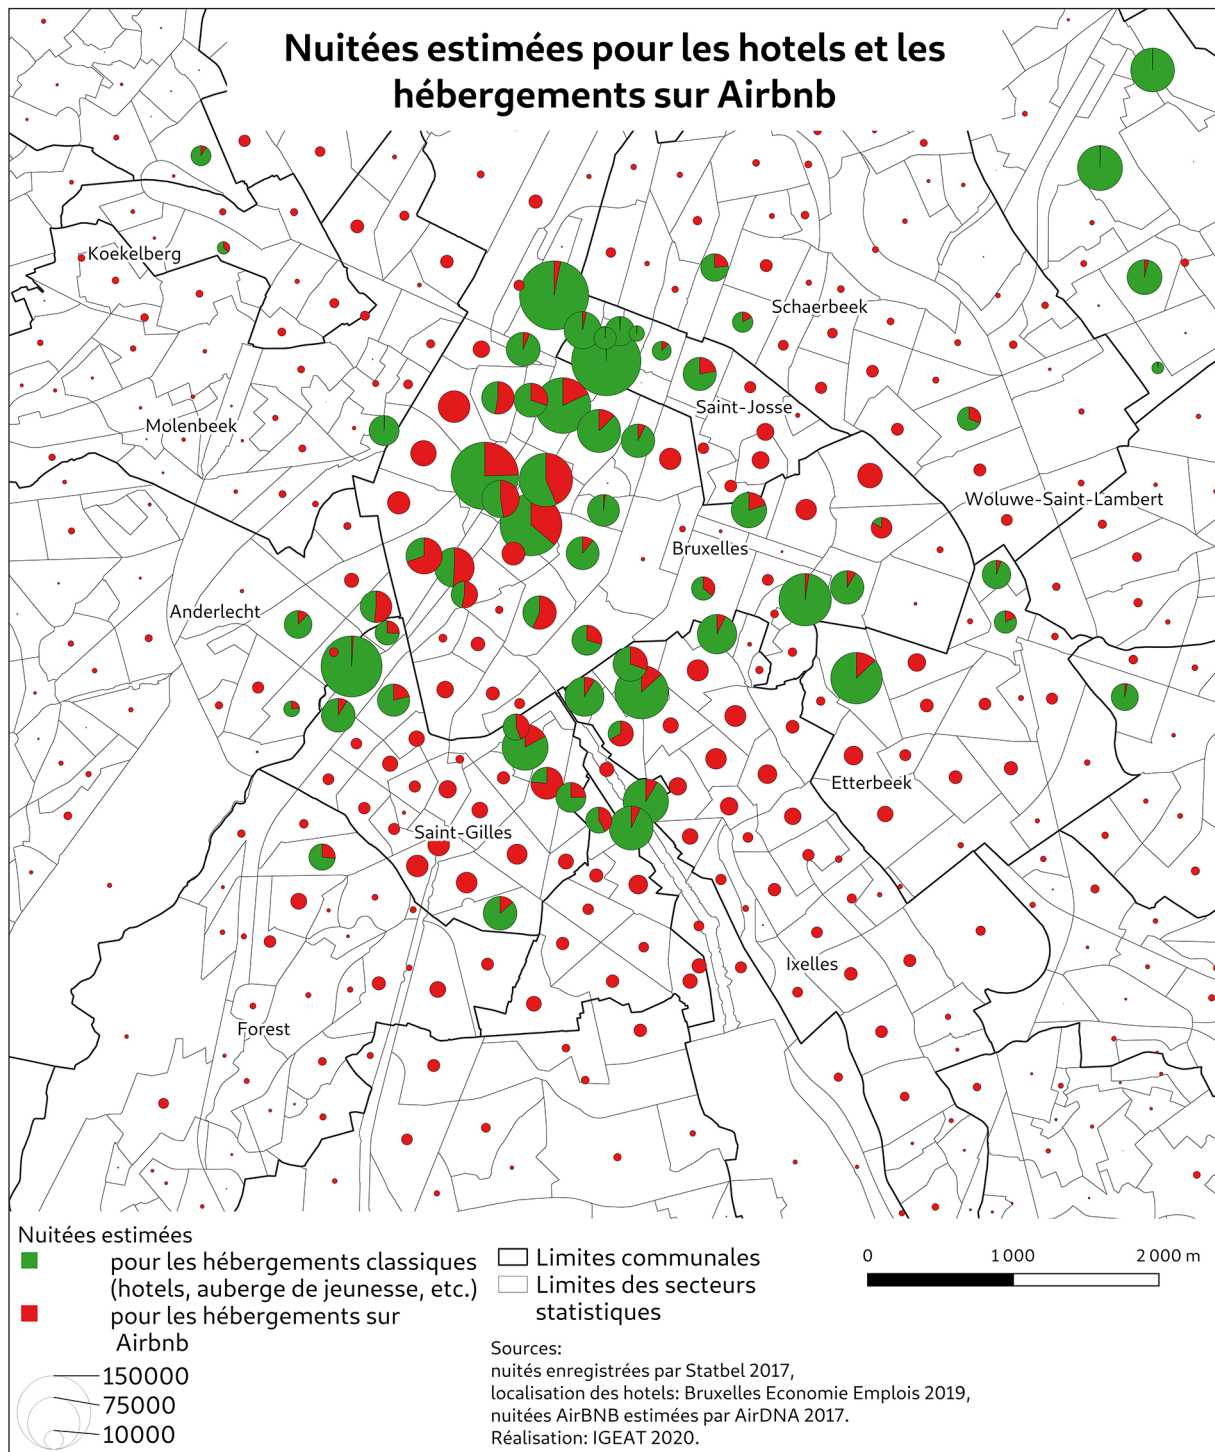 Nuitées estimées pour les hotels et les
hébergements sur Airbnb
Koekelberg
Schaerbeek
Saint-Josse
Molenbeek
Woluwe-Saint-Lambert
Bruxelles
Anderlecht
Etterbeek
Saint-Gilles
Ixelles
Forest
Nuitées estimées
pour les hébergements classiques
(hotels, auberge de jeunesse, etc.)
pour les hébergements sur
Airbnb
150000
75000
10000
Limites communales
Limites des secteurs
statistiques
0 1 000 2 000 m
Sources:
nuités enregistrées par Statbel 2017,
localisation des hotels: Bruxelles Economie Emplois 2019,
nuitées AirBNB estimées par AirDNA 2017.
Réalisation: IGEAT 2020.